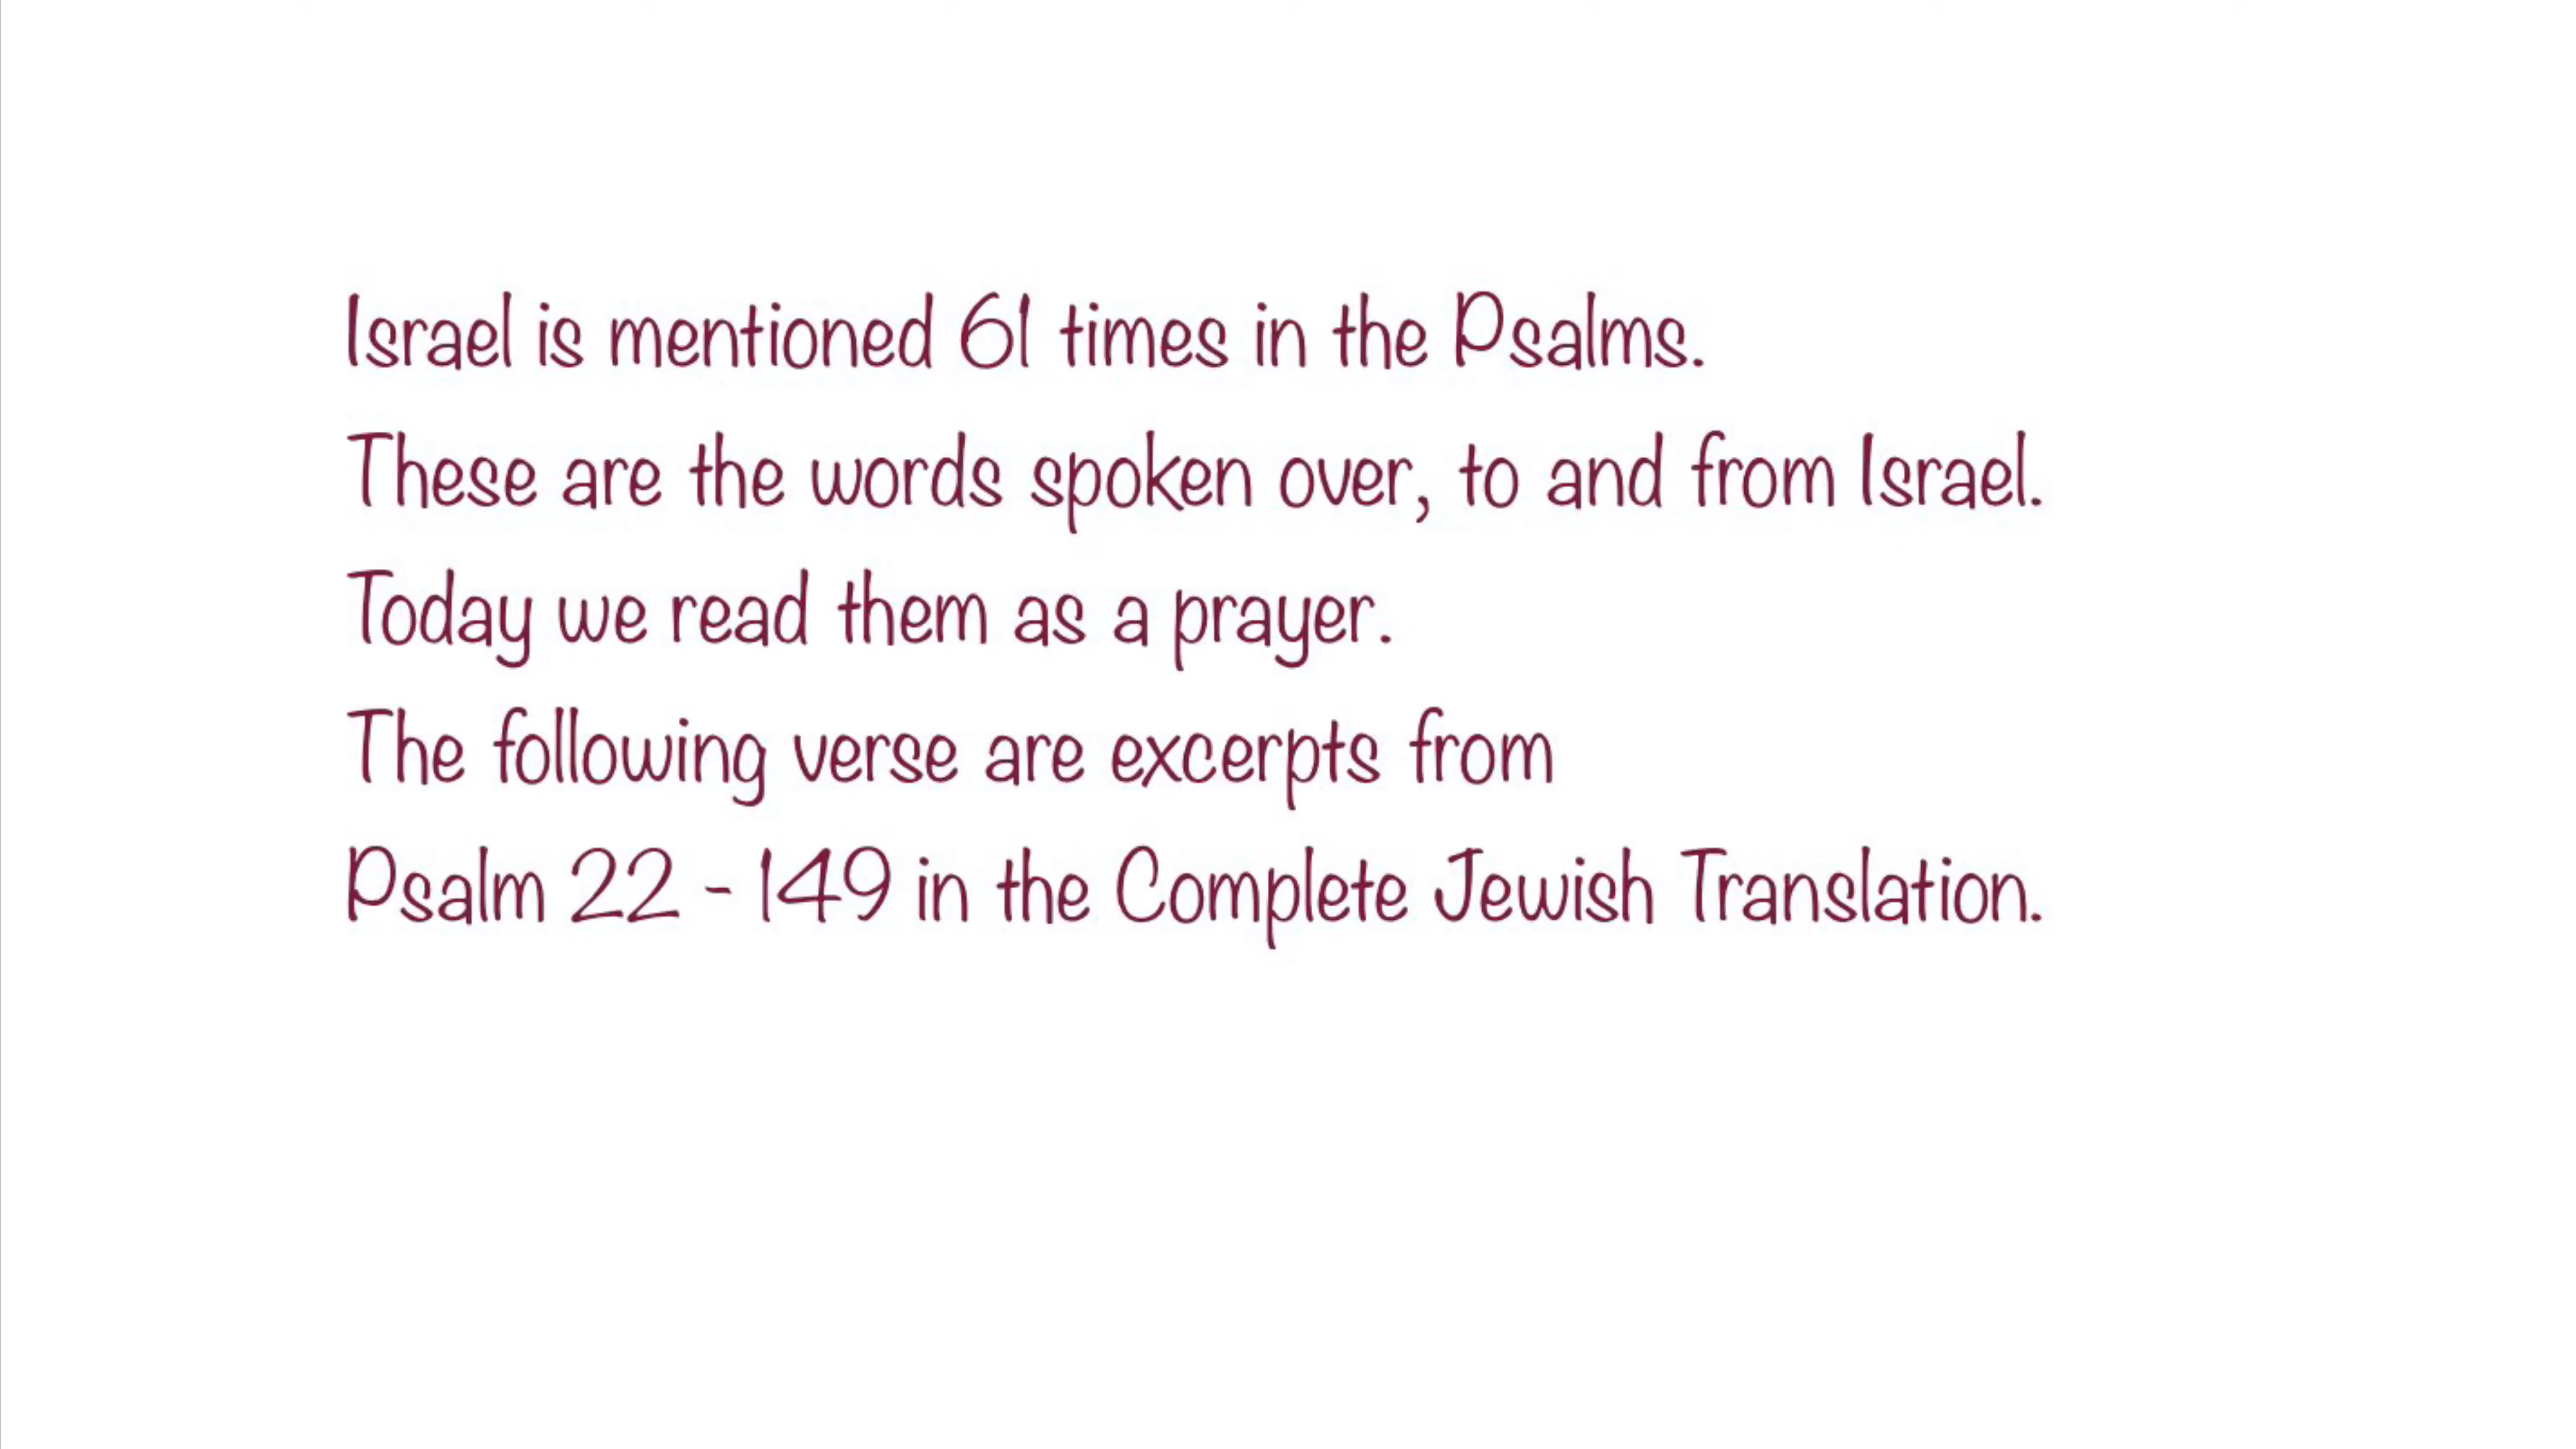 Israel is mentioned 61 times in the Psalms.
These are the words spoken over, to and from Israel.
Today we read them as a prayer.
The following verse are excerpts from
Psalm 22 - 149 in the Complete Jewish Translation.